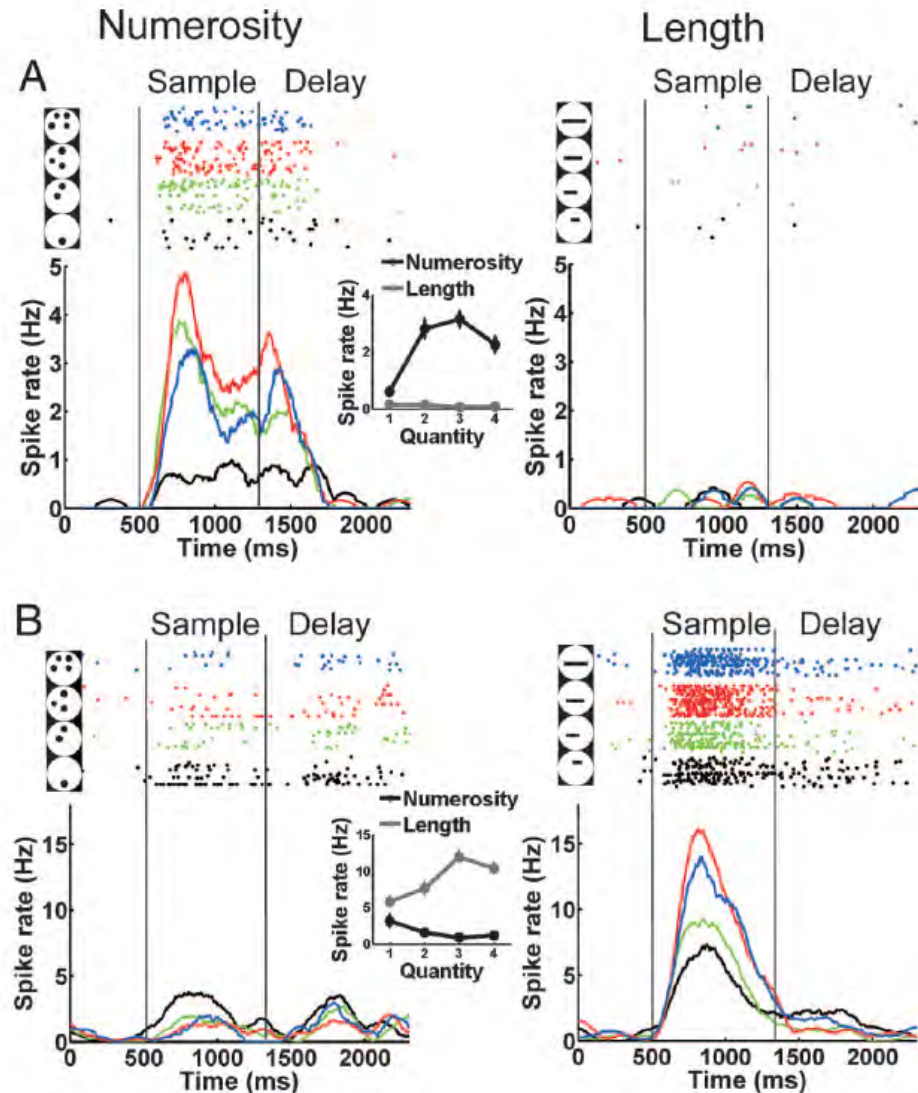 Numerosity
Length
A
Sample Delay
Sample Delay
Spike rate (Hz)
5
4
3
2
1
0
0 500 1000 1500 2000
Time (ms)
Numerosity
Length
Spike rate (Hz)
4
2
0
1 2 3 4
Quantity
Spike rate (Hz)
5
4
3
2
1
0
0 500 1000 1500 2000
Time (ms)
B
Sample Delay
Sample Delay
Spike rate (Hz)
15
10
5
0
0 500 1000 1500 2000
Time (ms)
Numerosity
Length
Spike rate (Hz)
15
10
5
0
1 2 3 4
Quantity
Spike rate (Hz)
15
10
5
0
0 500 1000 1500 2000
Time (ms)